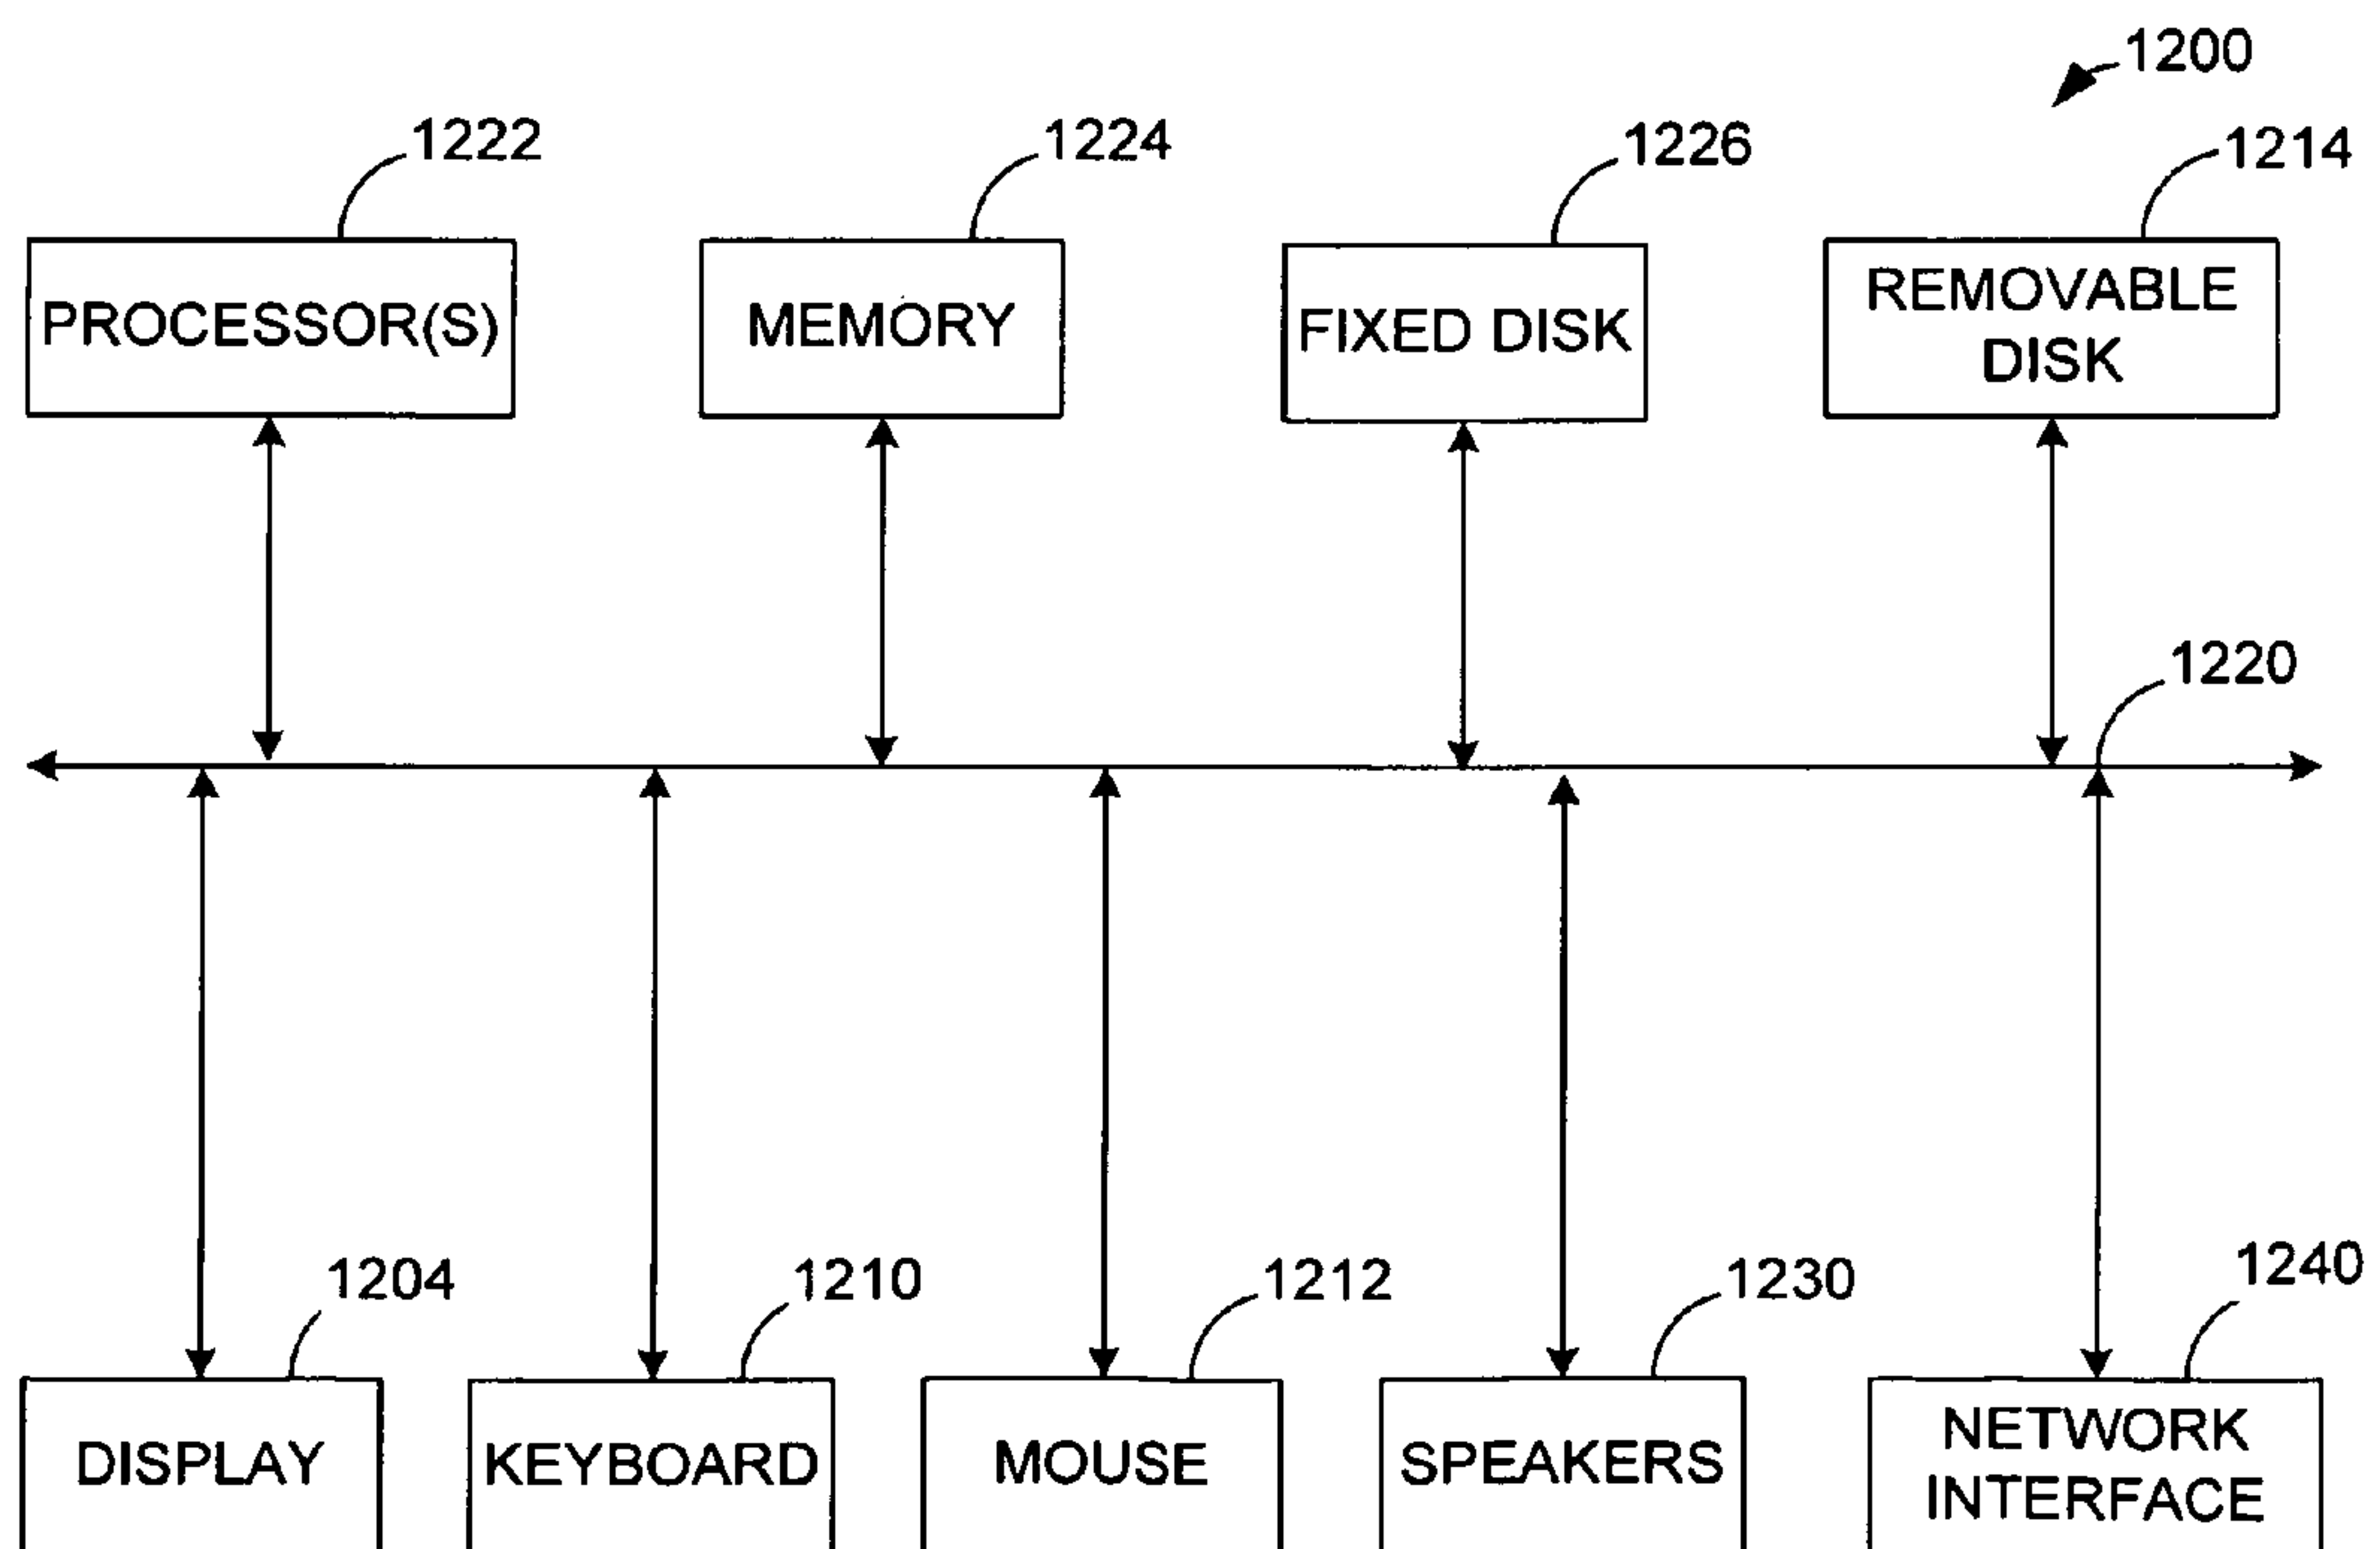 1200
1222
1224
1226
1214
PROCESSOR(S)
MEMORY
FIXED DISK
REMOVABLE
DISK
1220
1204
1210
1212
1230
1240
DISPLAY
KEYBOARD
MOUSE
SPEAKERS
NETWORK
INTERFACE